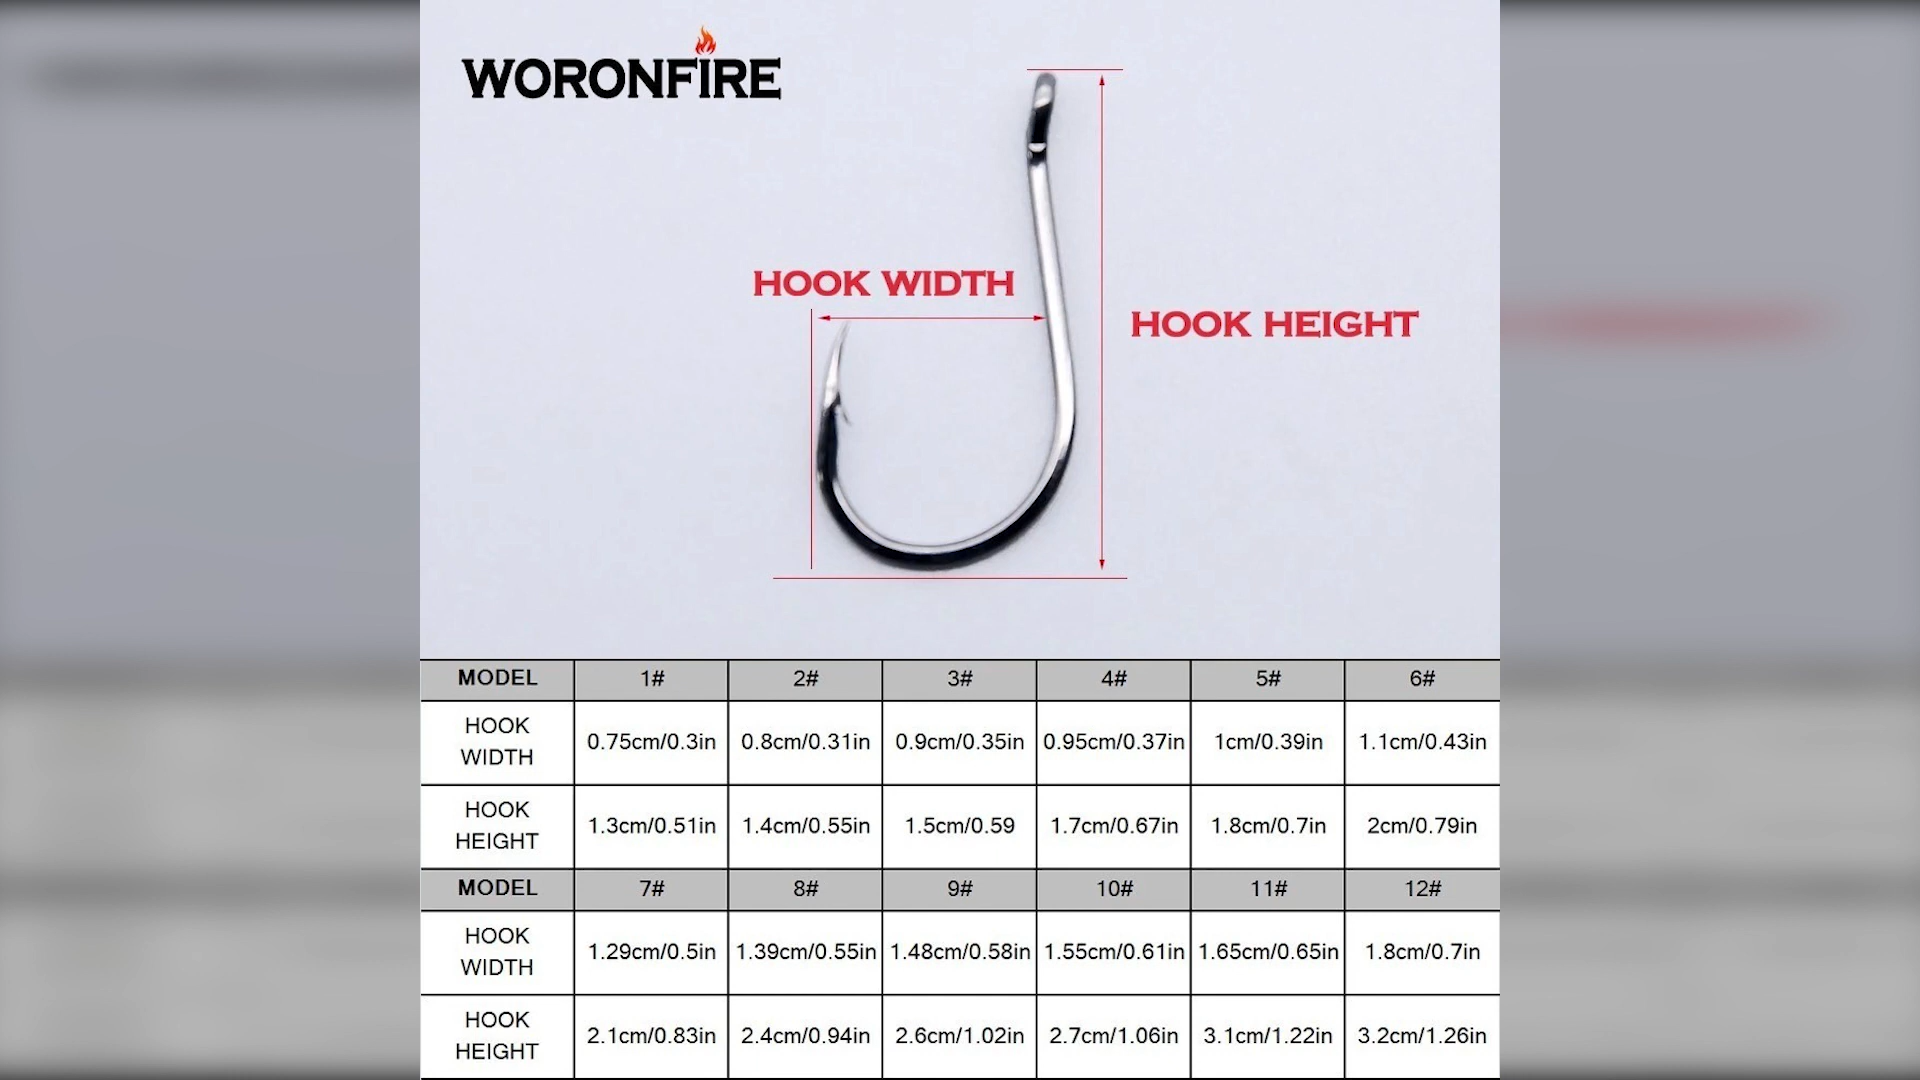 WORONFIRE
HOOK WIDTH
HOOK HEIGHT
MODEL 1# 2# 3# 4# 5# 6#
HOOK WIDTH 0.75cm/0.3in 0.8cm/0.31in 0.9cm/0.35in 0.95cm/0.37in 1cm/0.39in 1.1cm/0.43in
HOOK HEIGHT 1.3cm/0.51in 1.4cm/0.55in 1.5cm/0.59 1.7cm/0.67in 1.8cm/0.7in 2cm/0.79in
MODEL 7# 8# 9# 10# 11# 12#
HOOK WIDTH 1.29cm/0.5in 1.39cm/0.55in 1.48cm/0.58in 1.55cm/0.61in 1.65cm/0.65in 1.8cm/0.7in
HOOK HEIGHT 2.1cm/0.83in 2.4cm/0.94in 2.6cm/1.02in 2.7cm/1.06in 3.1cm/1.22in 3.2cm/1.26in